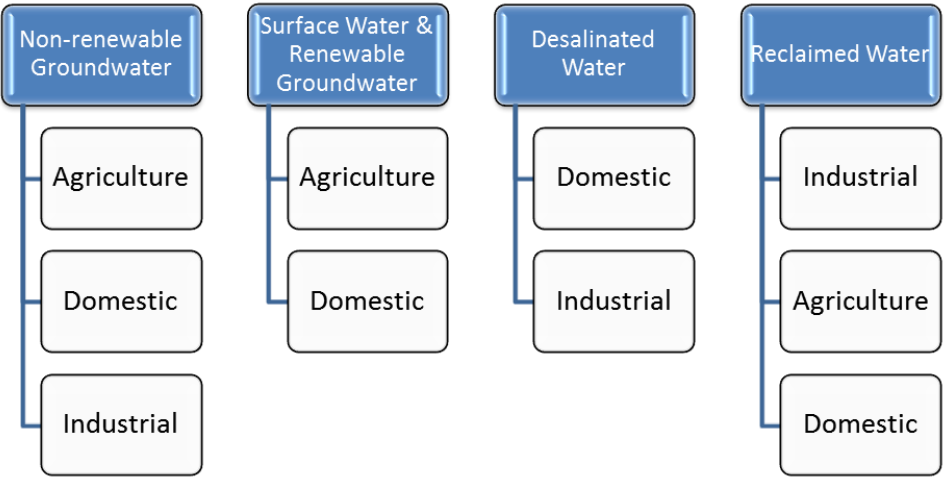 Non-renewable
Groundwater
Agriculture
Domestic
Industrial
Surface Water &
Renewable
Groundwater
Agriculture
Domestic
Desalinated
Water
Domestic
Industrial
Reclaimed Water
Industrial
Agriculture
Domestic